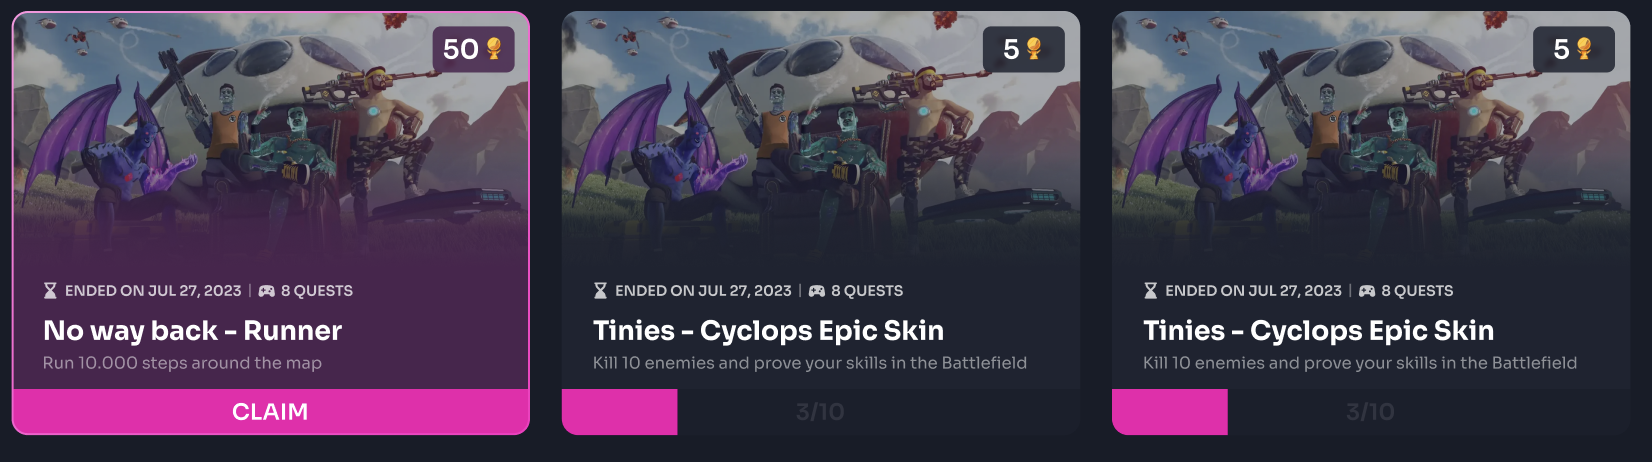 50
ENDED ON JUL 27, 2023 | 8 QUESTS
No way back - Runner
Run 10.000 steps around the map
CLAIM
5
ENDED ON JUL 27, 2023 | 8 QUESTS
Tinies - Cyclops Epic Skin
Kill 10 enemies and prove your skills in the Battlefield
3/10
5
ENDED ON JUL 27, 2023 | 8 QUESTS
Tinies - Cyclops Epic Skin
Kill 10 enemies and prove your skills in the Battlefield
3/10